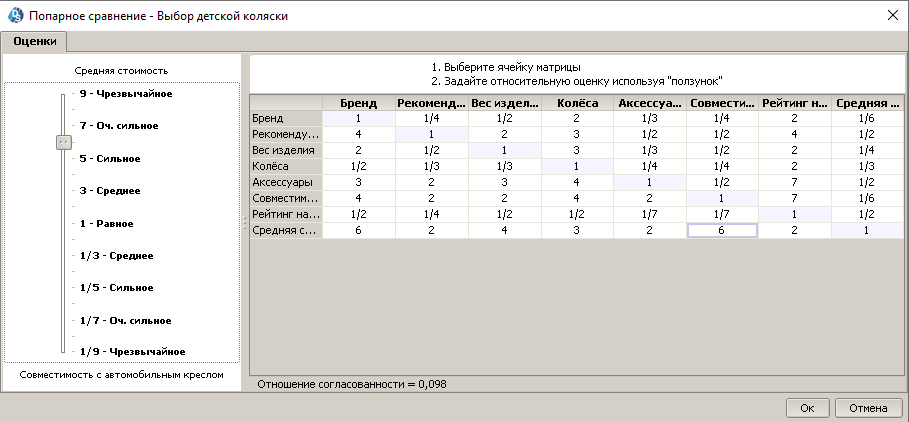 Попарное сравнение - Выбор детской коляски
Оценки
Средняя стоимость
9 - Чрезвычайное
7 - Оч. сильное
5 - Сильное
3 - Среднее
1 - Равное
1/3 - Среднее
1/5 - Сильное
1/7 - Оч. сильное
1/9 - Чрезвычайное
Совместимость с автомобильным креслом
1. Выберите ячейку матрицы
2. Задайте относительную оценку используя "ползунок"
Бренд Рекоменд... Вес издел... Колёса Аксессуа... Совмести... Рейтинг н... Средняя ...
Бренд 1 1/4 1/2 2 1/3 1/4 2 1/6
Рекоменду... 4 1 2 3 1/2 1/2 4 1/2
Вес изделия 2 1/2 1 3 1/3 1/2 2 1/4
Колёса 1/2 1/3 1/3 1 1/4 1/4 2 1/3
Аксессуары 3 2 3 4 1 1/2 7 1/2
Совместим... 4 2 2 4 2 1 7 1/6
Рейтинг на... 1/2 1/4 1/2 1/2 1/7 1/7 1 1/2
Средняя с... 6 2 4 3 2 6 2 1
Отношение согласованности = 0,098
Ок Отмена